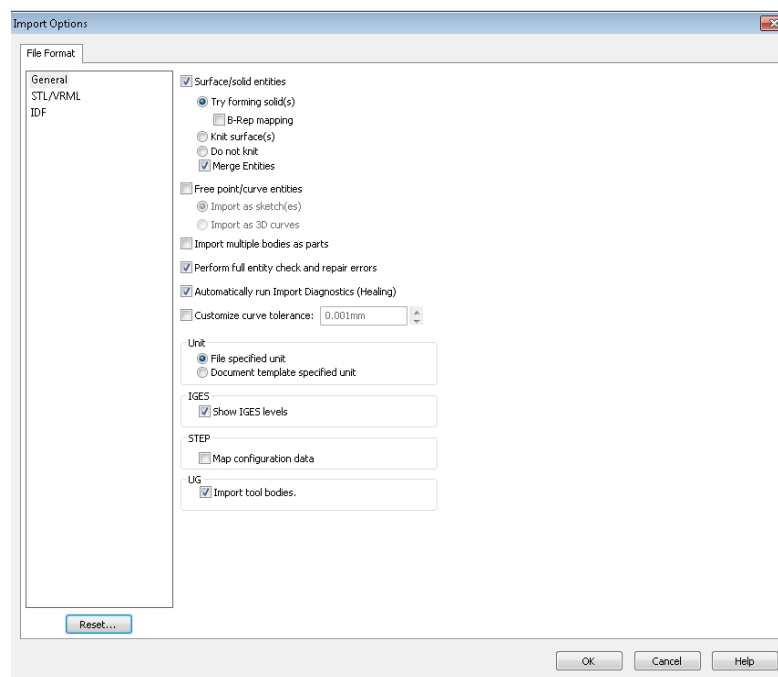 Import Options
File Format
General
STL/VRML
IDF
Surface/solid entities
Try forming solid(s)
B-Rep mapping
Knit surface(s)
Do not knit
Merge Entities
Free point/curve entities
Import as sketch(es)
Import as 3D curves
Import multiple bodies as parts
Perform full entity check and repair errors
Automatically run Import Diagnostics (Healing)
Customize curve tolerance: 0.001mm
Unit
File specified unit
Document template specified unit
IGES
Show IGES levels
STEP
Map configuration data
UG
Import tool bodies.
Reset...
OK Cancel Help